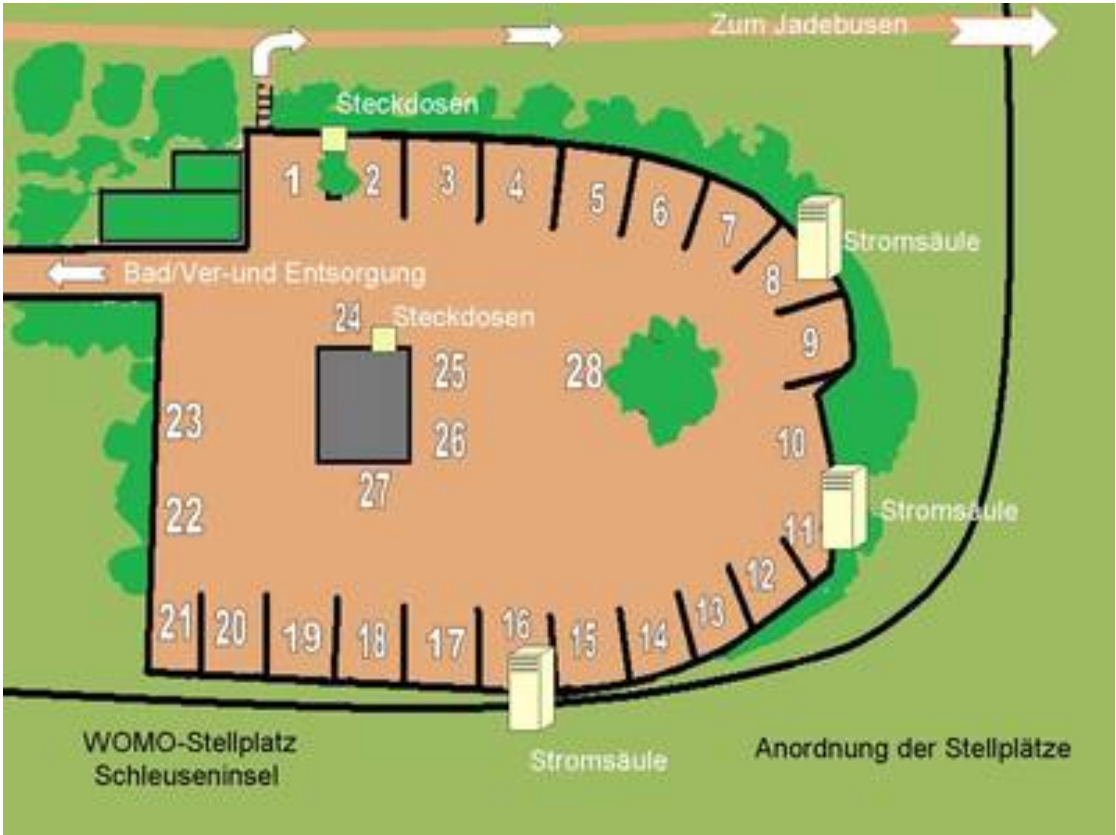 Zum Jadebusen
Steckdosen
1
2
3
4
5
6
7
Stromsäule
8
Bad/Ver-und Entsorgung
24
Steckdosen
9
25
28
23
26
10
27
22
Stromsäule
11
12
21
20
19
18
17
16
15
14
13
WOMO-Stellplatz
Schleuseninsel
Stromsäule
Anordnung der Stellplätze